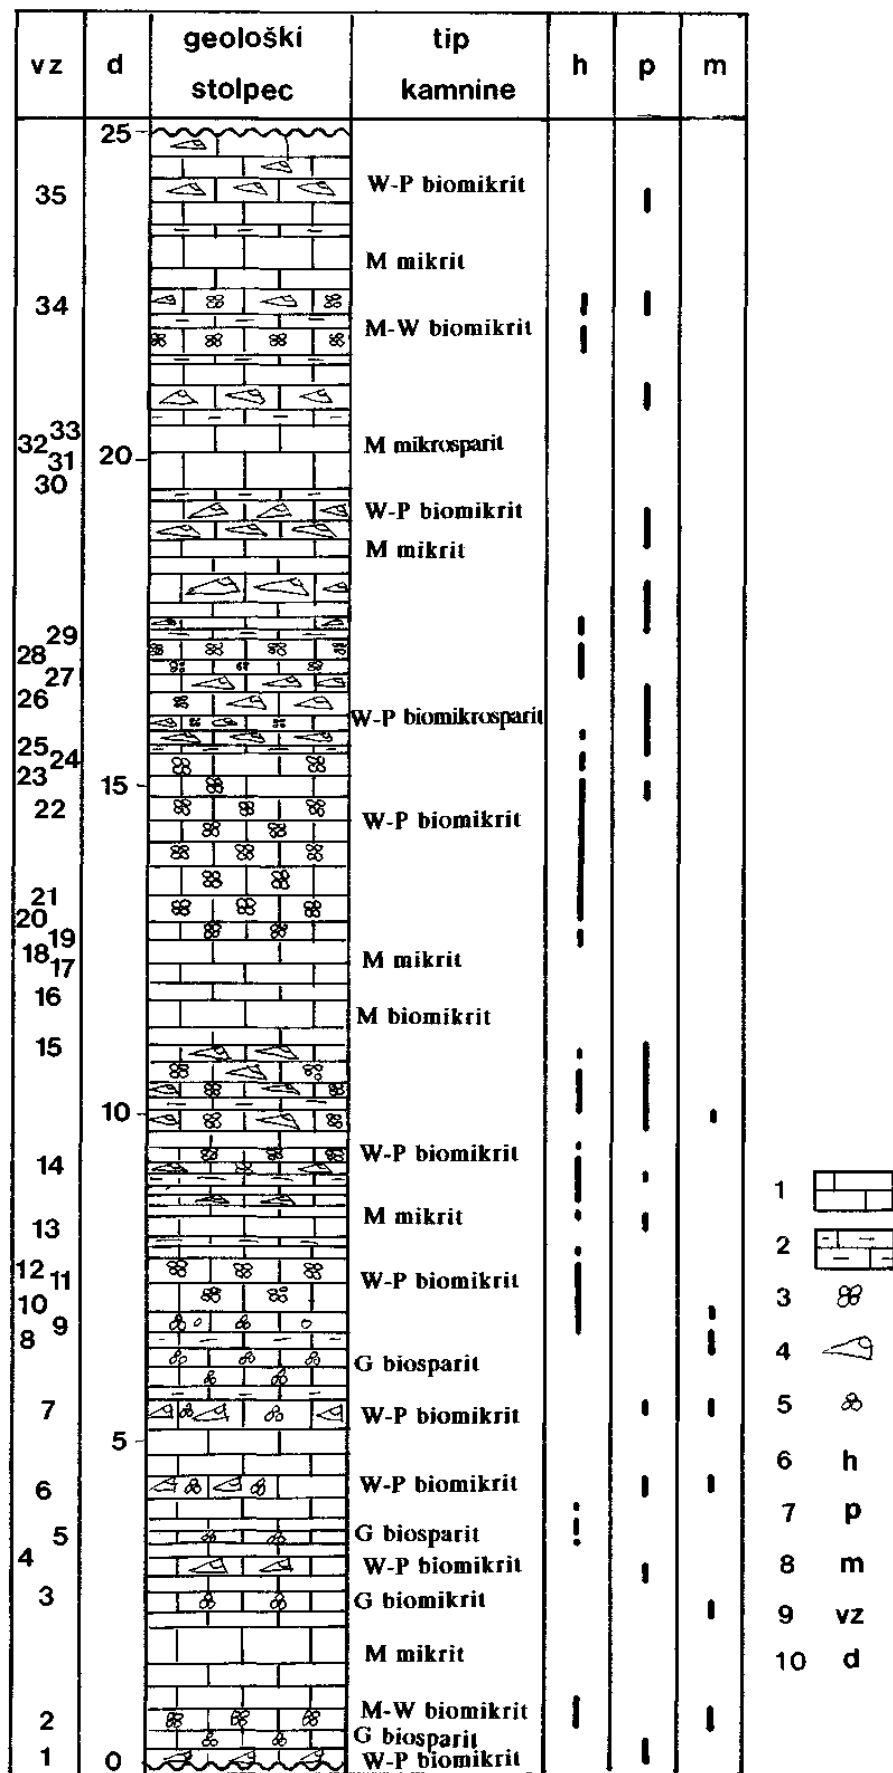 vz d geološki stolpec tip kamnine h p m
25
35 W-P biomikrit
M mikrit
34
M-W biomikrit
33
32 M mikrosparit
20
31
30
W-P biomikrit
M mikrit
29
28
27
26
W-P biomikrosparit
25 24
23
15
22
W-P biomikrit
21
20
19
18
M mikrit
17
16
M biomikrit
15
10
W-P biomikrit
14
M mikrit
13
12 11
W-P biomikrit
10
9
8
G biosparit
7 W-P biomikrit
5
6 W-P biomikrit
5 G biosparit
4
W-P biomikrit
3 G biomikrit
M mikrit
M-W biomikrit
2
G biosparit
1 0 W-P biomikrit
1
2
3
4
5
6 h
7 p
8 m
9 vz
10 d